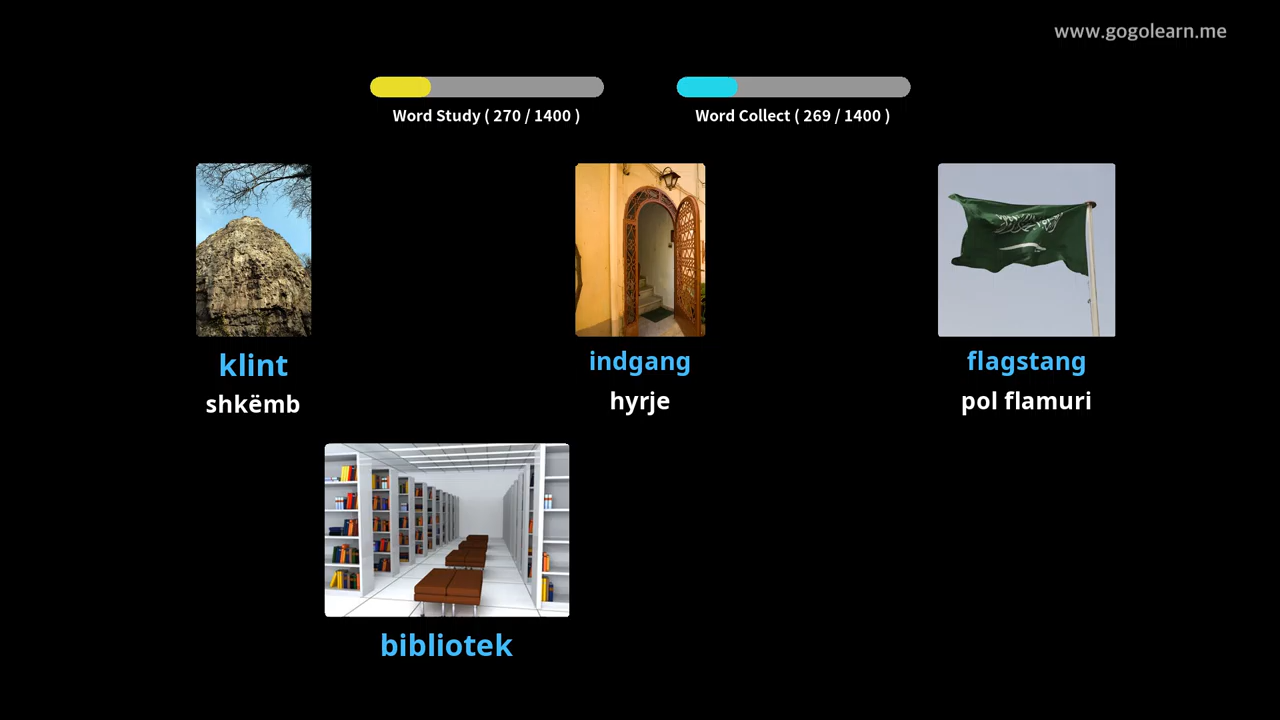 www.gogolearn.me
Word Study ( 270 / 1400 )
Word Collect ( 269 / 1400 )
klint
indgang
flagstang
shkëmb
hyrje
pol flamuri
bibliotek